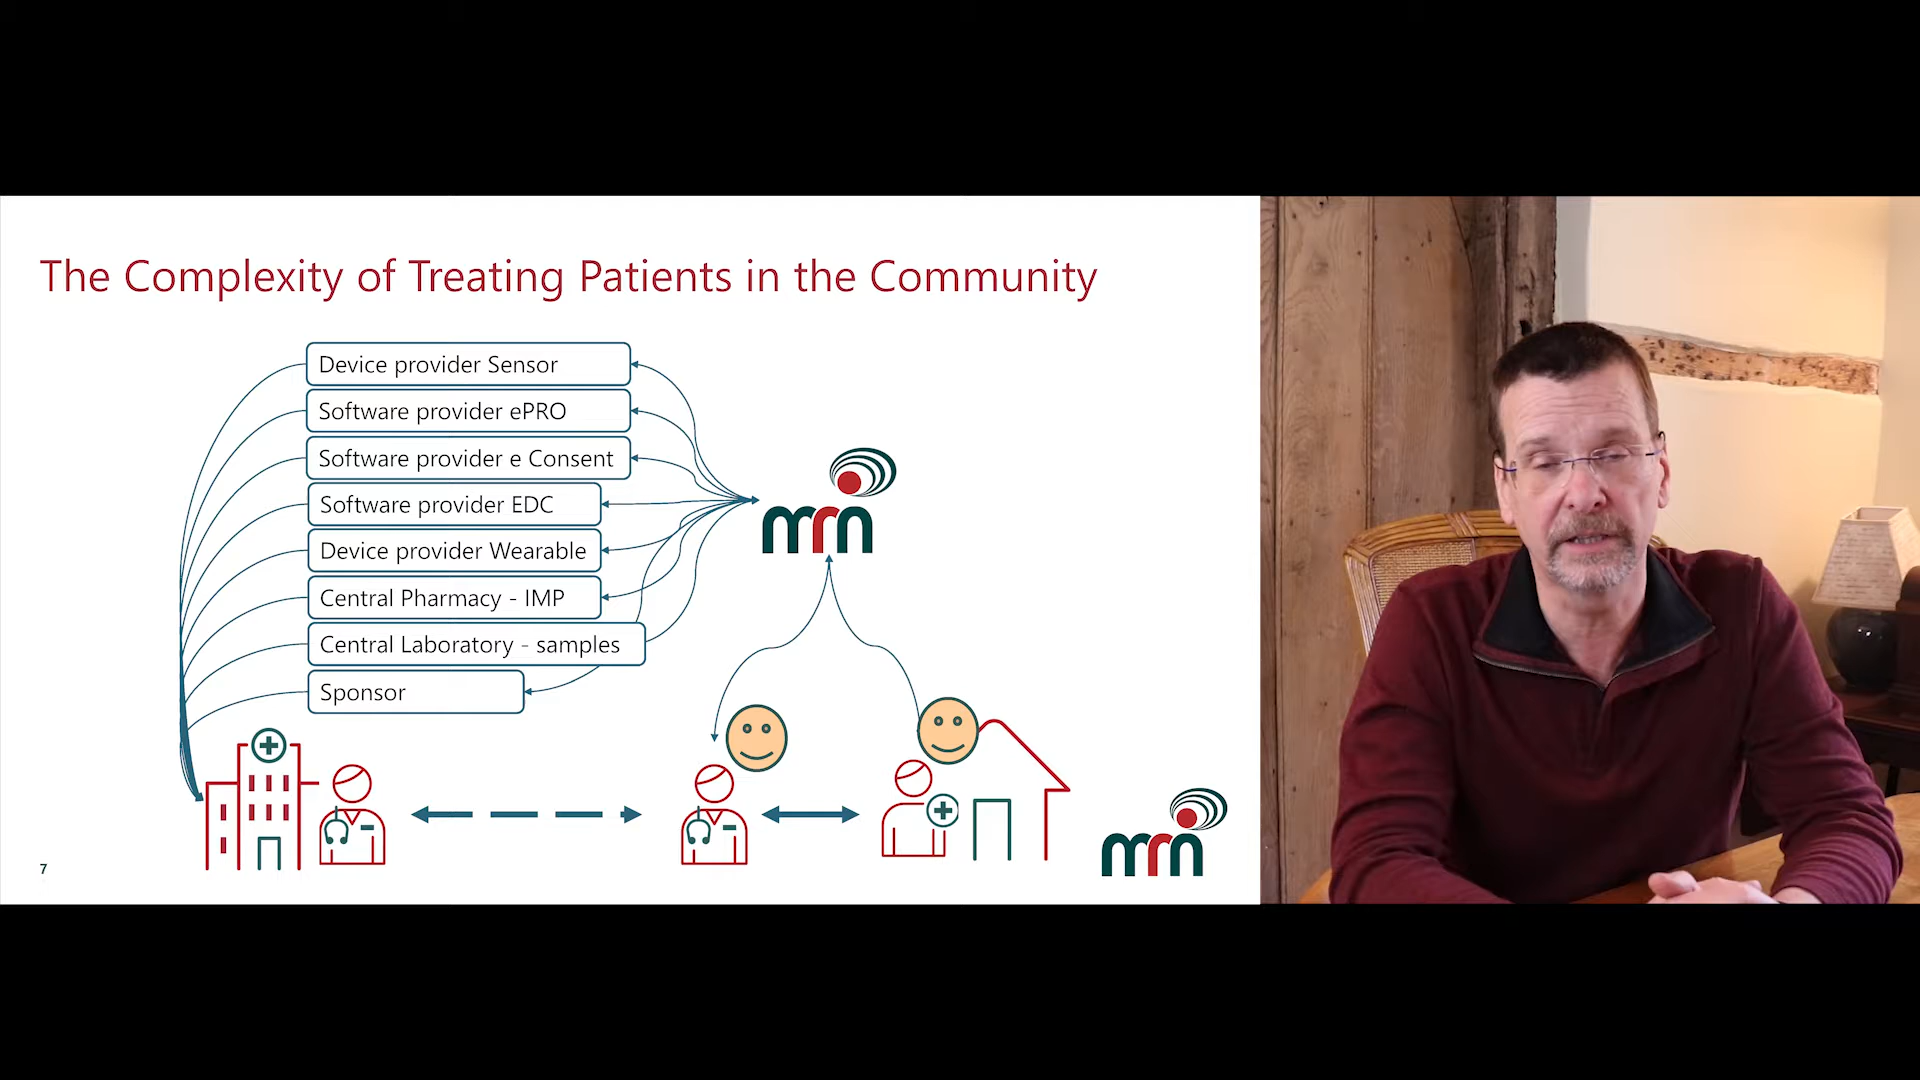 The Complexity of Treating Patients in the Community
Device provider Sensor
Software provider ePRO
Software provider e Consent
Software provider EDC
Device provider Wearable
Central Pharmacy - IMP
Central Laboratory - samples
Sponsor
mrn
mrn
7